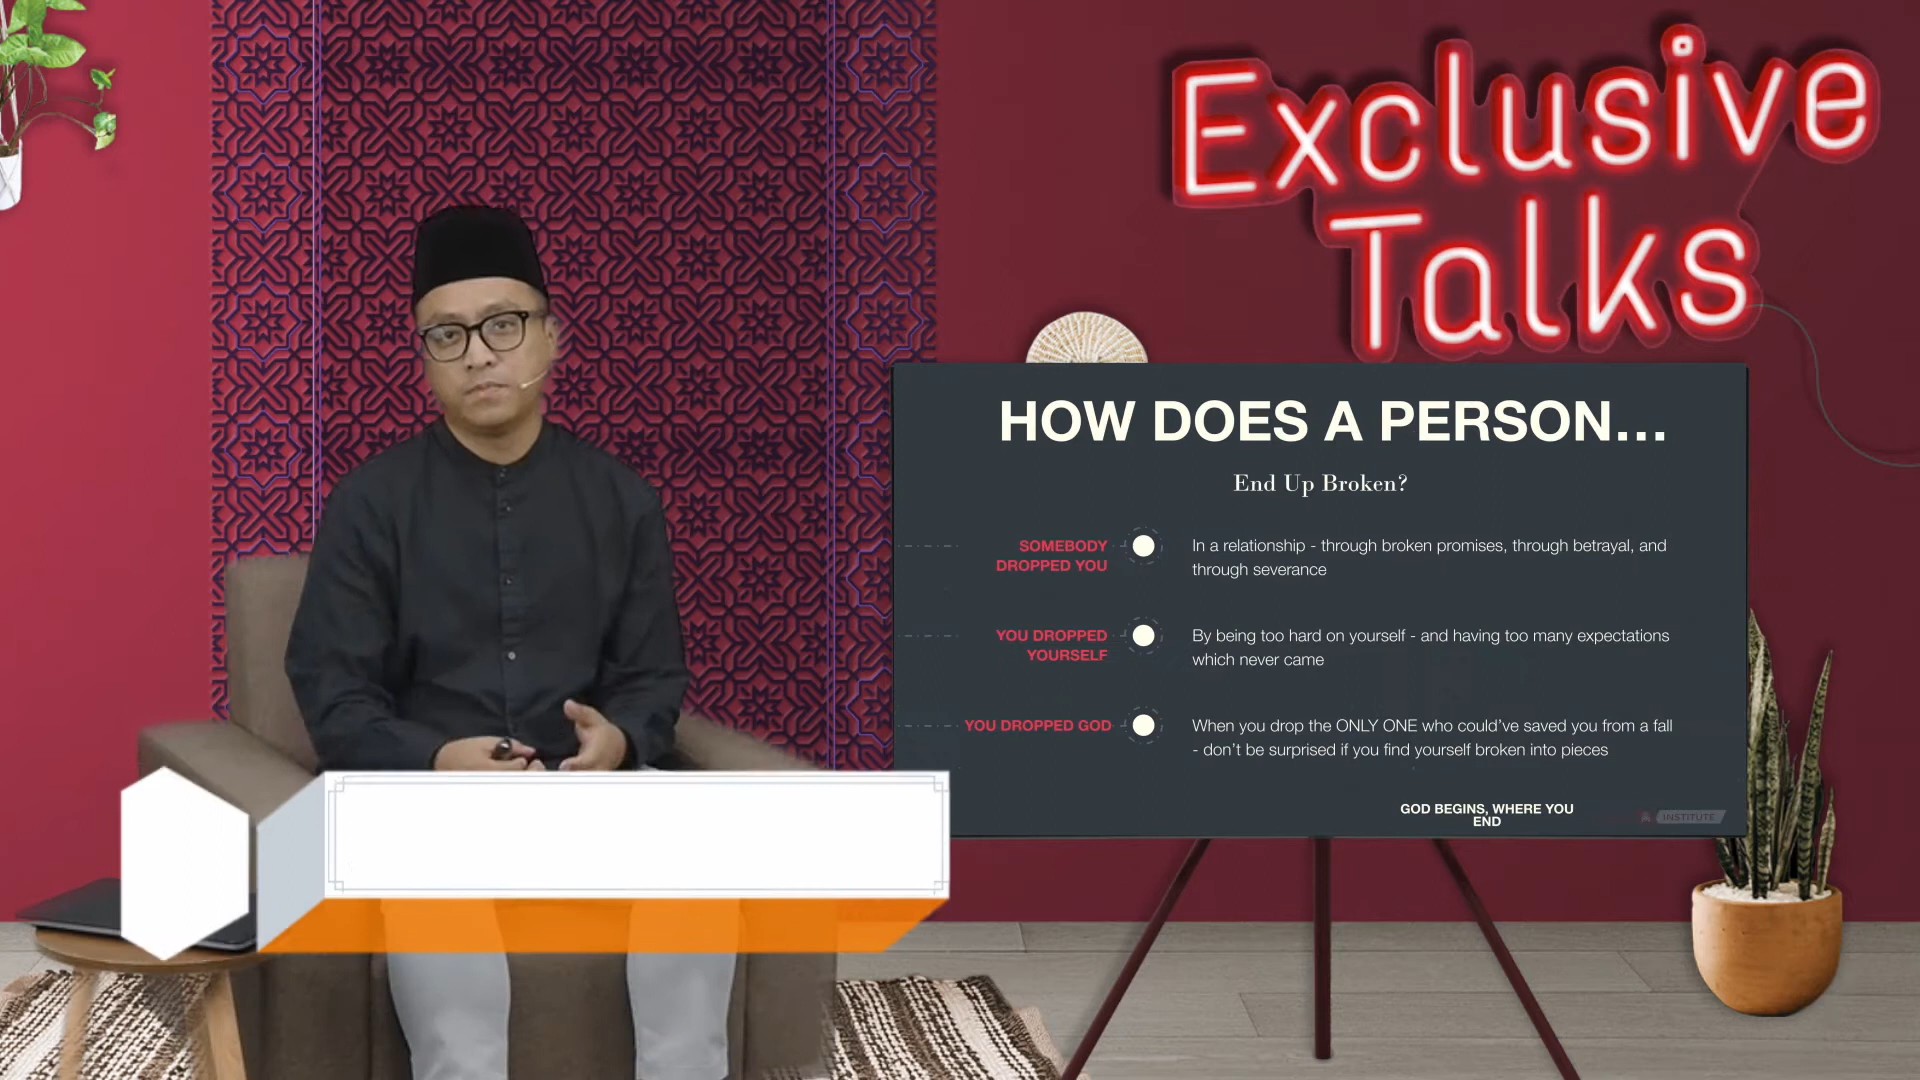 Exclusive
Talks
HOW DOES A PERSON…
End Up Broken?
SOMEBODY
DROPPED YOU
In a relationship - through broken promises, through betrayal, and
through severance
YOU DROPPED
YOURSELF
By being too hard on yourself - and having too many expectations
which never came
YOU DROPPED GOD
When you drop the ONLY ONE who could’ve saved you from a fall
- don’t be surprised if you find yourself broken into pieces
GOD BEGINS, WHERE YOU
END
INSTITUTE